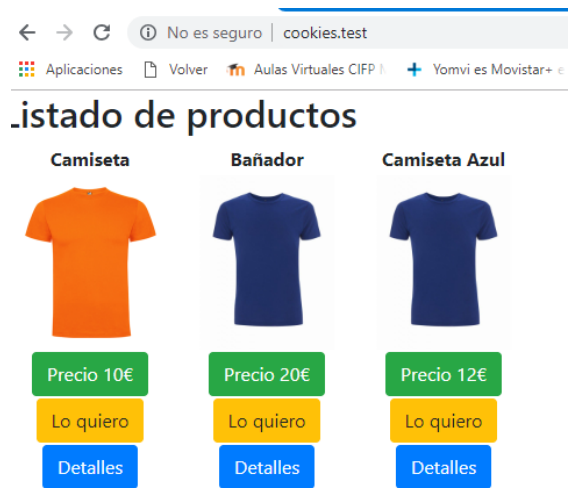 No es seguro | cookies.test
Aplicaciones Volver Aulas Virtuales CIFP Yomvi es Movistar+ e
Listado de productos
Camiseta Bañador Camiseta Azul
Precio 10€ Precio 20€ Precio 12€
Lo quiero Lo quiero Lo quiero
Detalles Detalles Detalles